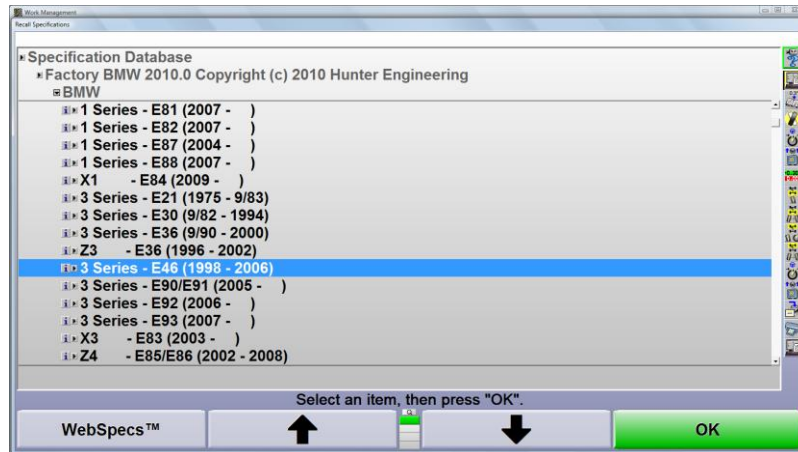 Work Management
Recall Specifications
Specification Database
Factory BMW 2010.0 Copyright (c) 2010 Hunter Engineering
BMW
1 Series - E81 (2007 - )
1 Series - E82 (2007 - )
1 Series - E87 (2004 - )
1 Series - E88 (2007 - )
X1 - E84 (2009 - )
3 Series - E21 (1975 - 9/83)
3 Series - E30 (9/82 - 1994)
3 Series - E36 (9/90 - 2000)
Z3 - E36 (1996 - 2002)
3 Series - E46 (1998 - 2006)
3 Series - E90/E91 (2005 - )
3 Series - E92 (2006 - )
3 Series - E93 (2007 - )
X3 - E83 (2003 - )
Z4 - E85/E86 (2002 - 2008)
Select an item, then press "OK".
WebSpecs™
OK